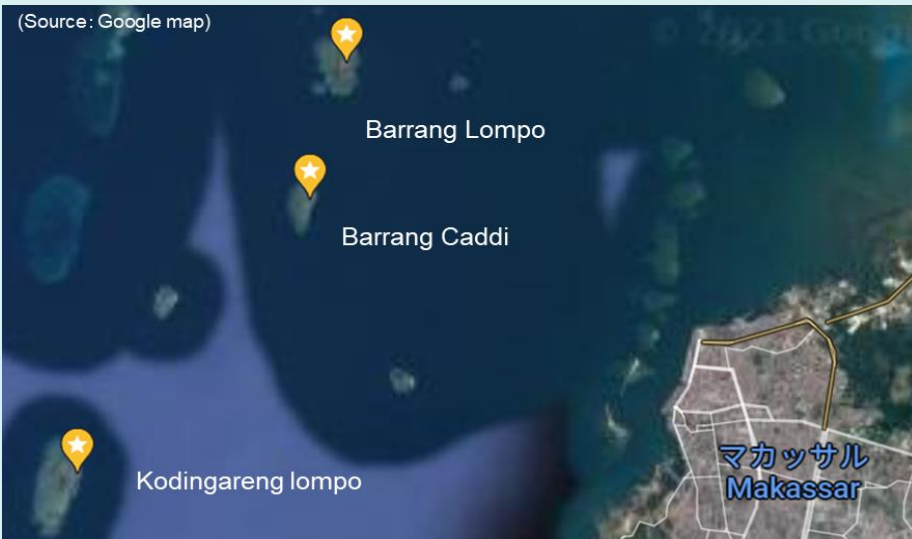 (Source: Google map)
Barrang Lompo
Barrang Caddi
Kodingareng lompo
マカッサル
Makassar